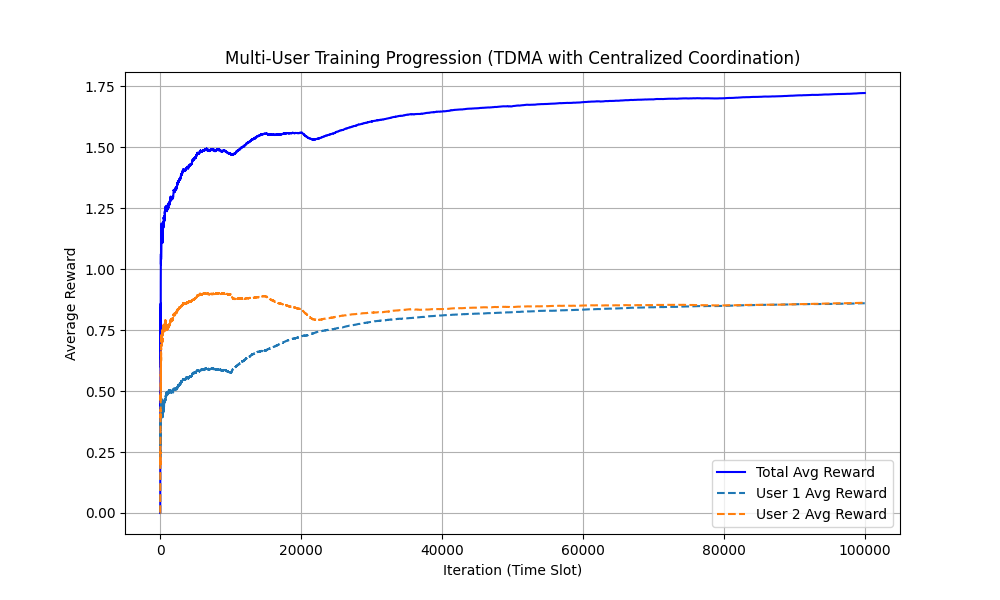 Multi-User Training Progression (TDMA with Centralized Coordination)
1.75
1.50
1.25
1.00
0.75
0.50
0.25
0.00
Average Reward
Total Avg Reward
User 1 Avg Reward
User 2 Avg Reward
0 20000 40000 60000 80000 100000
Iteration (Time Slot)